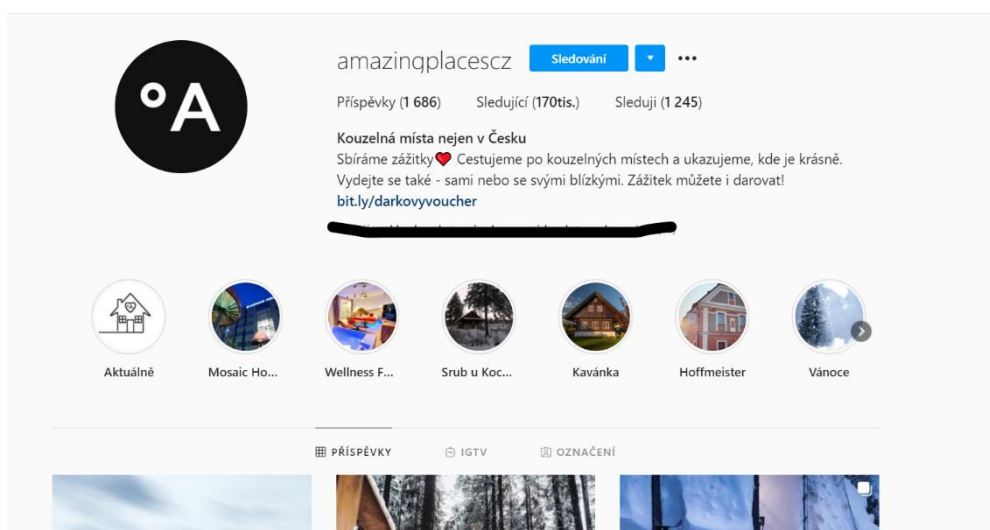 °A
amazingplacescz Sledování
Příspěvky (1 686) Sledující (170tis.) Sleduji (1 245)
Kouzelná místa nejen v Česku
Sbíráme zážitky❤️ Cestujeme po kouzelných místech a ukazujeme, kde je krásně.
Vydejte se také - sami nebo se svými blízkými. Zážitek můžete i darovat!
bit.ly/darkovyvoucher
Aktuálně Mosaic Ho... Wellness F... Srub u Koc... Kavánka Hoffmeister Vánoce
PŘÍSPĚVKY IGTV OZNAČENÍ